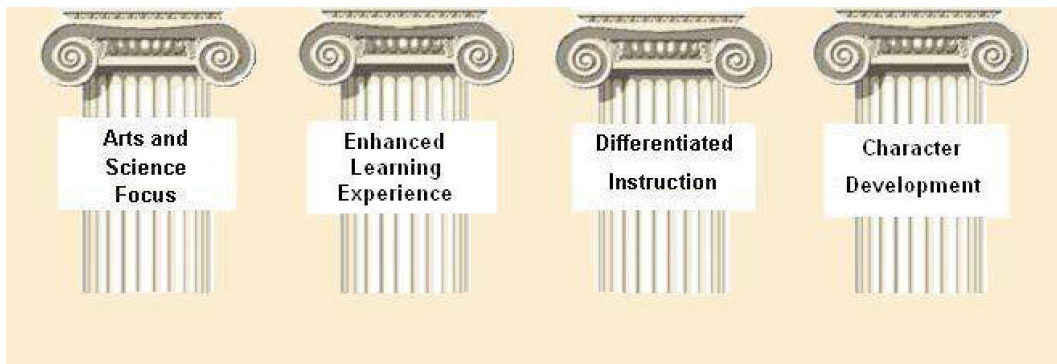 Arts and
Science
Focus
Enhanced
Learning
Experience
Differentiated
Instruction
Character
Development